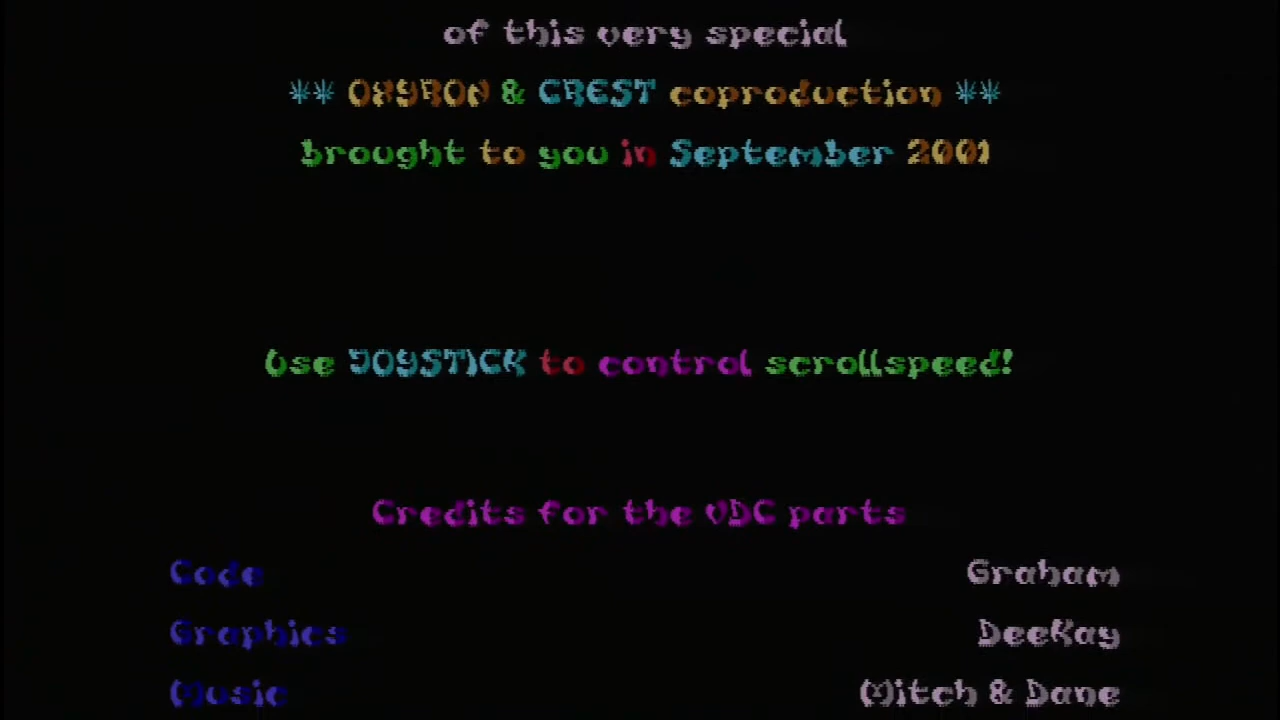 of this very special
** OXYRON & CREST coproduction **
brought to you in September 2001
Use JOYSTICK to control scrollspeed!
Credits for the VDC parts
Code Graham
Graphics DeeKay
Music Mitch & Dane